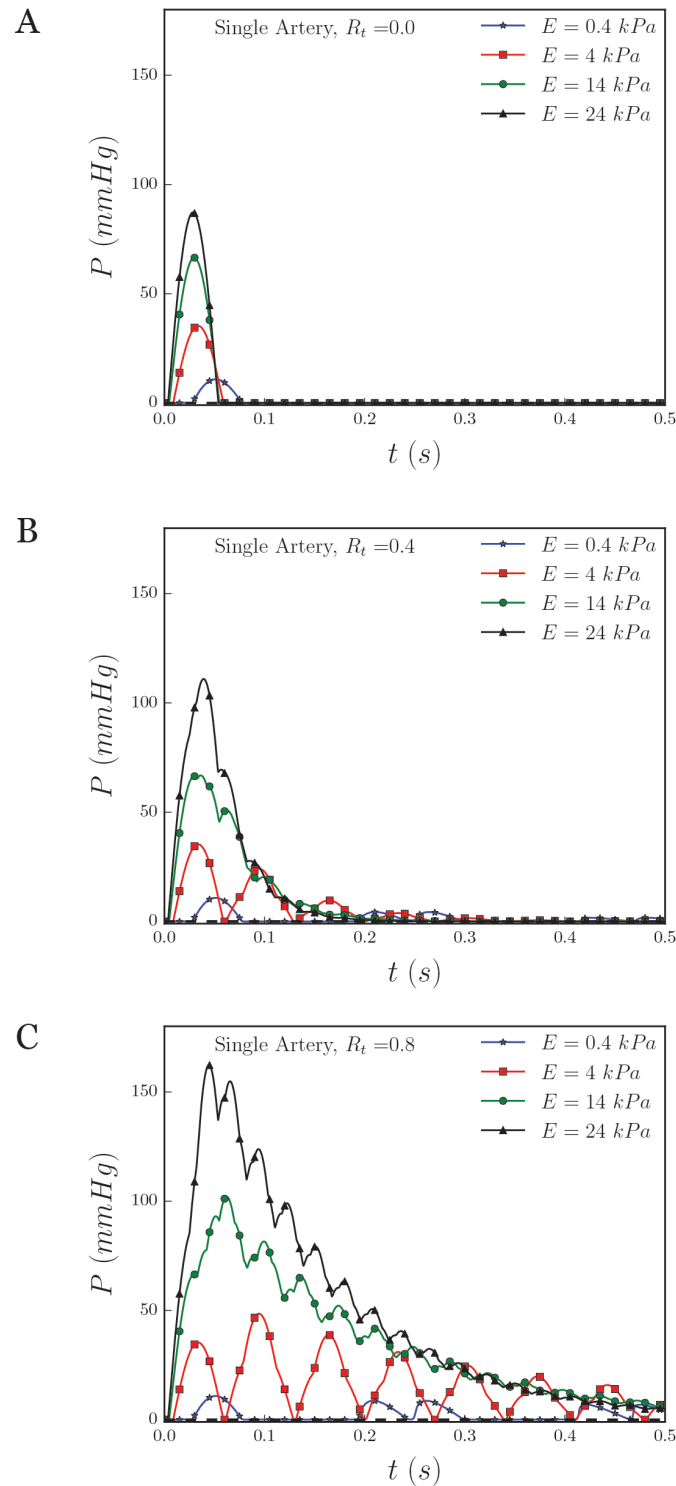 A
Single Artery, R_t =0.0
E = 0.4 kPa
E = 4 kPa
E = 14 kPa
E = 24 kPa
150
100
50
0
P (mmHg)
0.0 0.1 0.2 0.3 0.4 0.5
t (s)
B
Single Artery, R_t =0.4
E = 0.4 kPa
E = 4 kPa
E = 14 kPa
E = 24 kPa
150
100
50
0
P (mmHg)
0.0 0.1 0.2 0.3 0.4 0.5
t (s)
C
Single Artery, R_t =0.8
E = 0.4 kPa
E = 4 kPa
E = 14 kPa
E = 24 kPa
150
100
50
0
P (mmHg)
0.0 0.1 0.2 0.3 0.4 0.5
t (s)